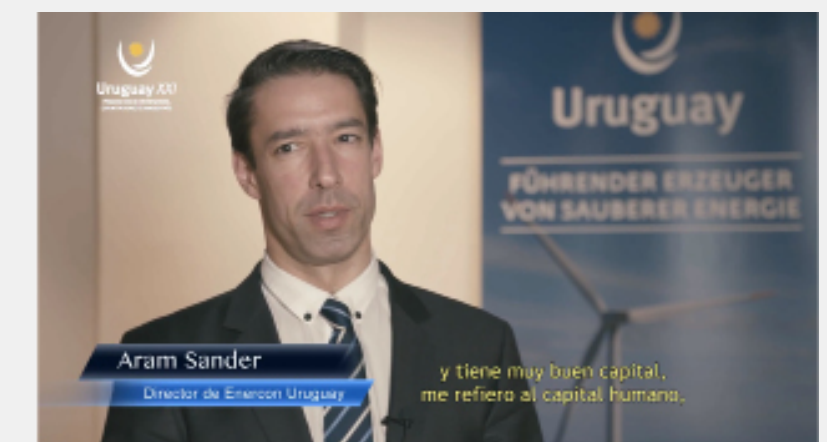 Uruguay XXI
Uruguay
FÜHRENDER ERZEUGER
VON SAUBERER ENERGIE
Aram Sander
Director de Enercon Uruguay
y tiene muy buen capital,
me refiero al capital humano,